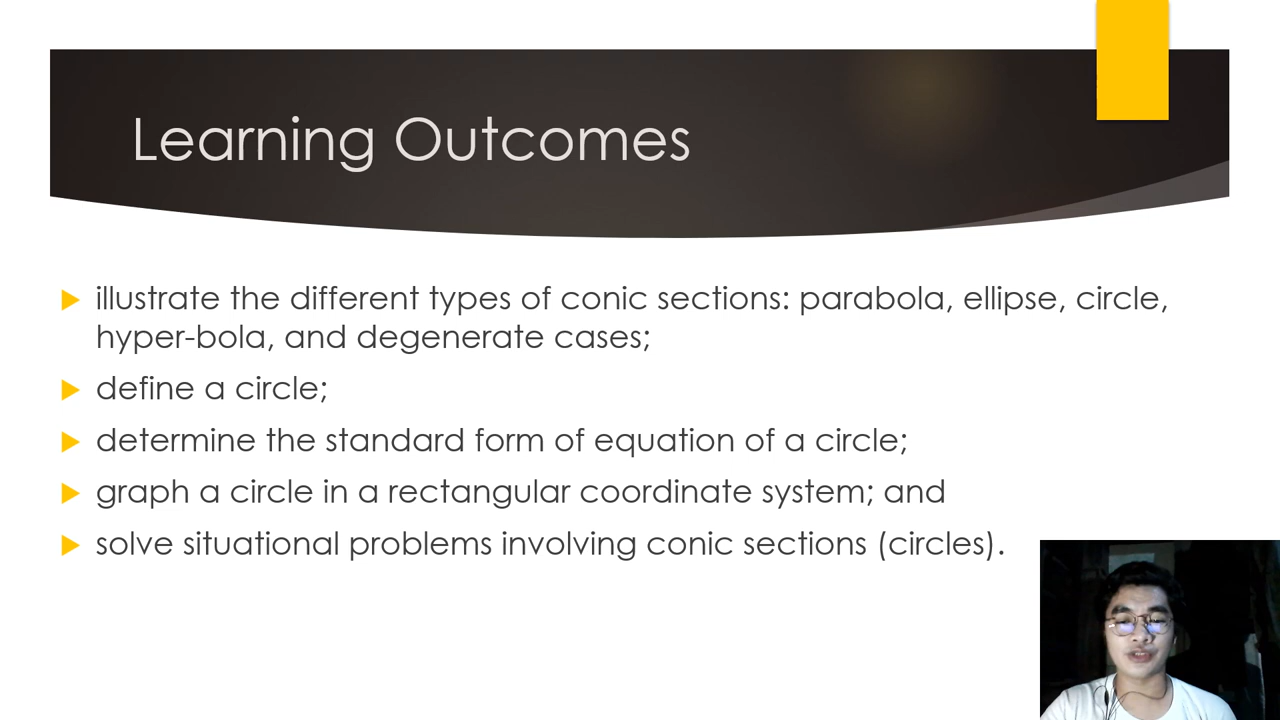 Learning Outcomes
illustrate the different types of conic sections: parabola, ellipse, circle,
hyper-bola, and degenerate cases;
define a circle;
determine the standard form of equation of a circle;
graph a circle in a rectangular coordinate system; and
solve situational problems involving conic sections (circles).